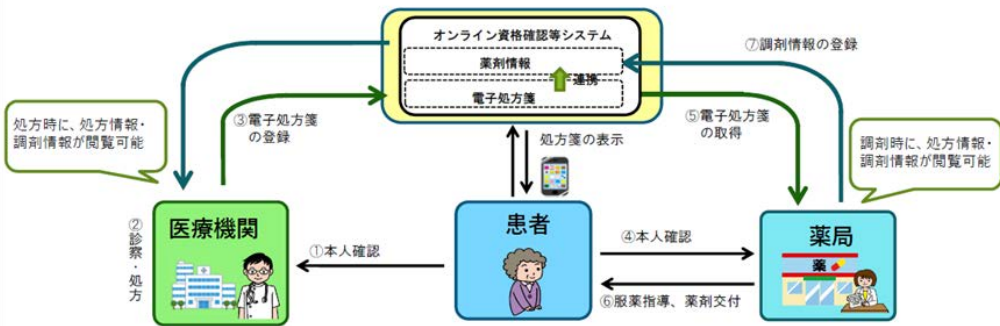 オンライン資格確認等システム
薬剤情報
連携
電子処方箋
⑦調剤情報の登録
処方時に、処方情報・
調剤情報が閲覧可能
③電子処方箋
の登録
処方箋の表示
⑤電子処方箋
の取得
調剤時に、処方情報・
調剤情報が閲覧可能
②診察・処方
医療機関
①本人確認
患者
④本人確認
⑥服薬指導、薬剤交付
薬局
薬